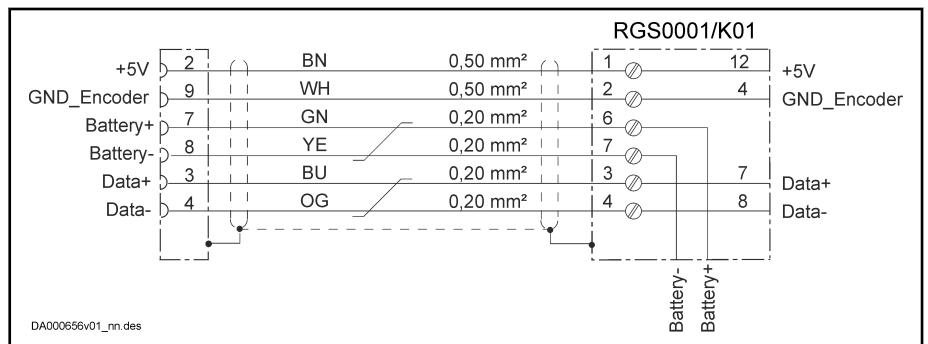 RGS0001/K01
+5V 2 BN 0,50 mm² 1 12 +5V
GND_Encoder 9 WH 0,50 mm² 2 4 GND_Encoder
Battery+ 7 GN 0,20 mm² 6
Battery- 8 YE 0,20 mm² 7
Data+ 3 BU 0,20 mm² 3 7 Data+
Data- 4 OG 0,20 mm² 4 8 Data-
Battery-
Battery+
DA000656v01_nn.des